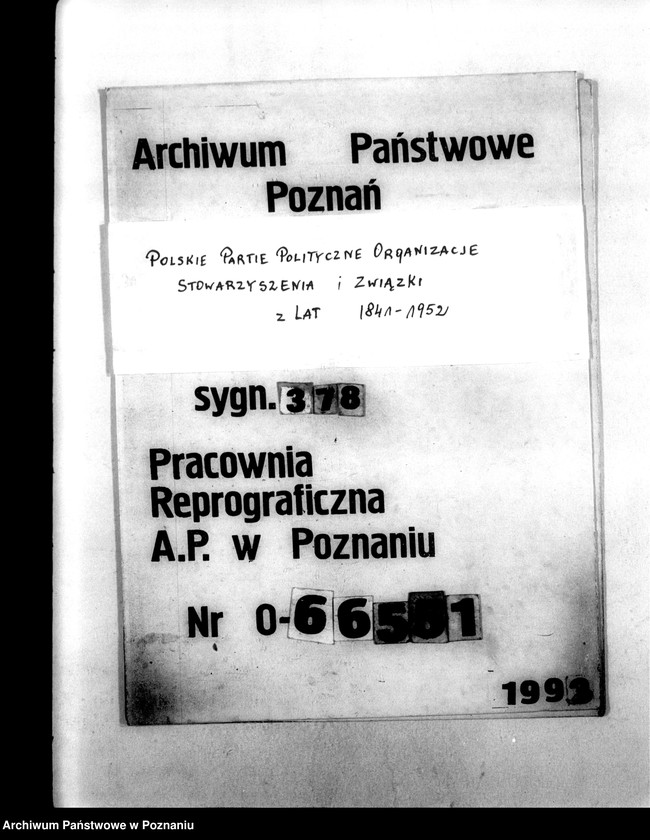 Archiwum Państwowe
Poznań
POLSKIE PARTIE POLITYCZNE ORGANIZACJE
STOWARZYSZENIA i ZWIĄZKI
z LAT 1841-1952
sygn. 378
Pracownia
Reprograficzna
A.P. w Poznaniu
Nr 0-66501
1993
Archiwum Państwowe w Poznaniu